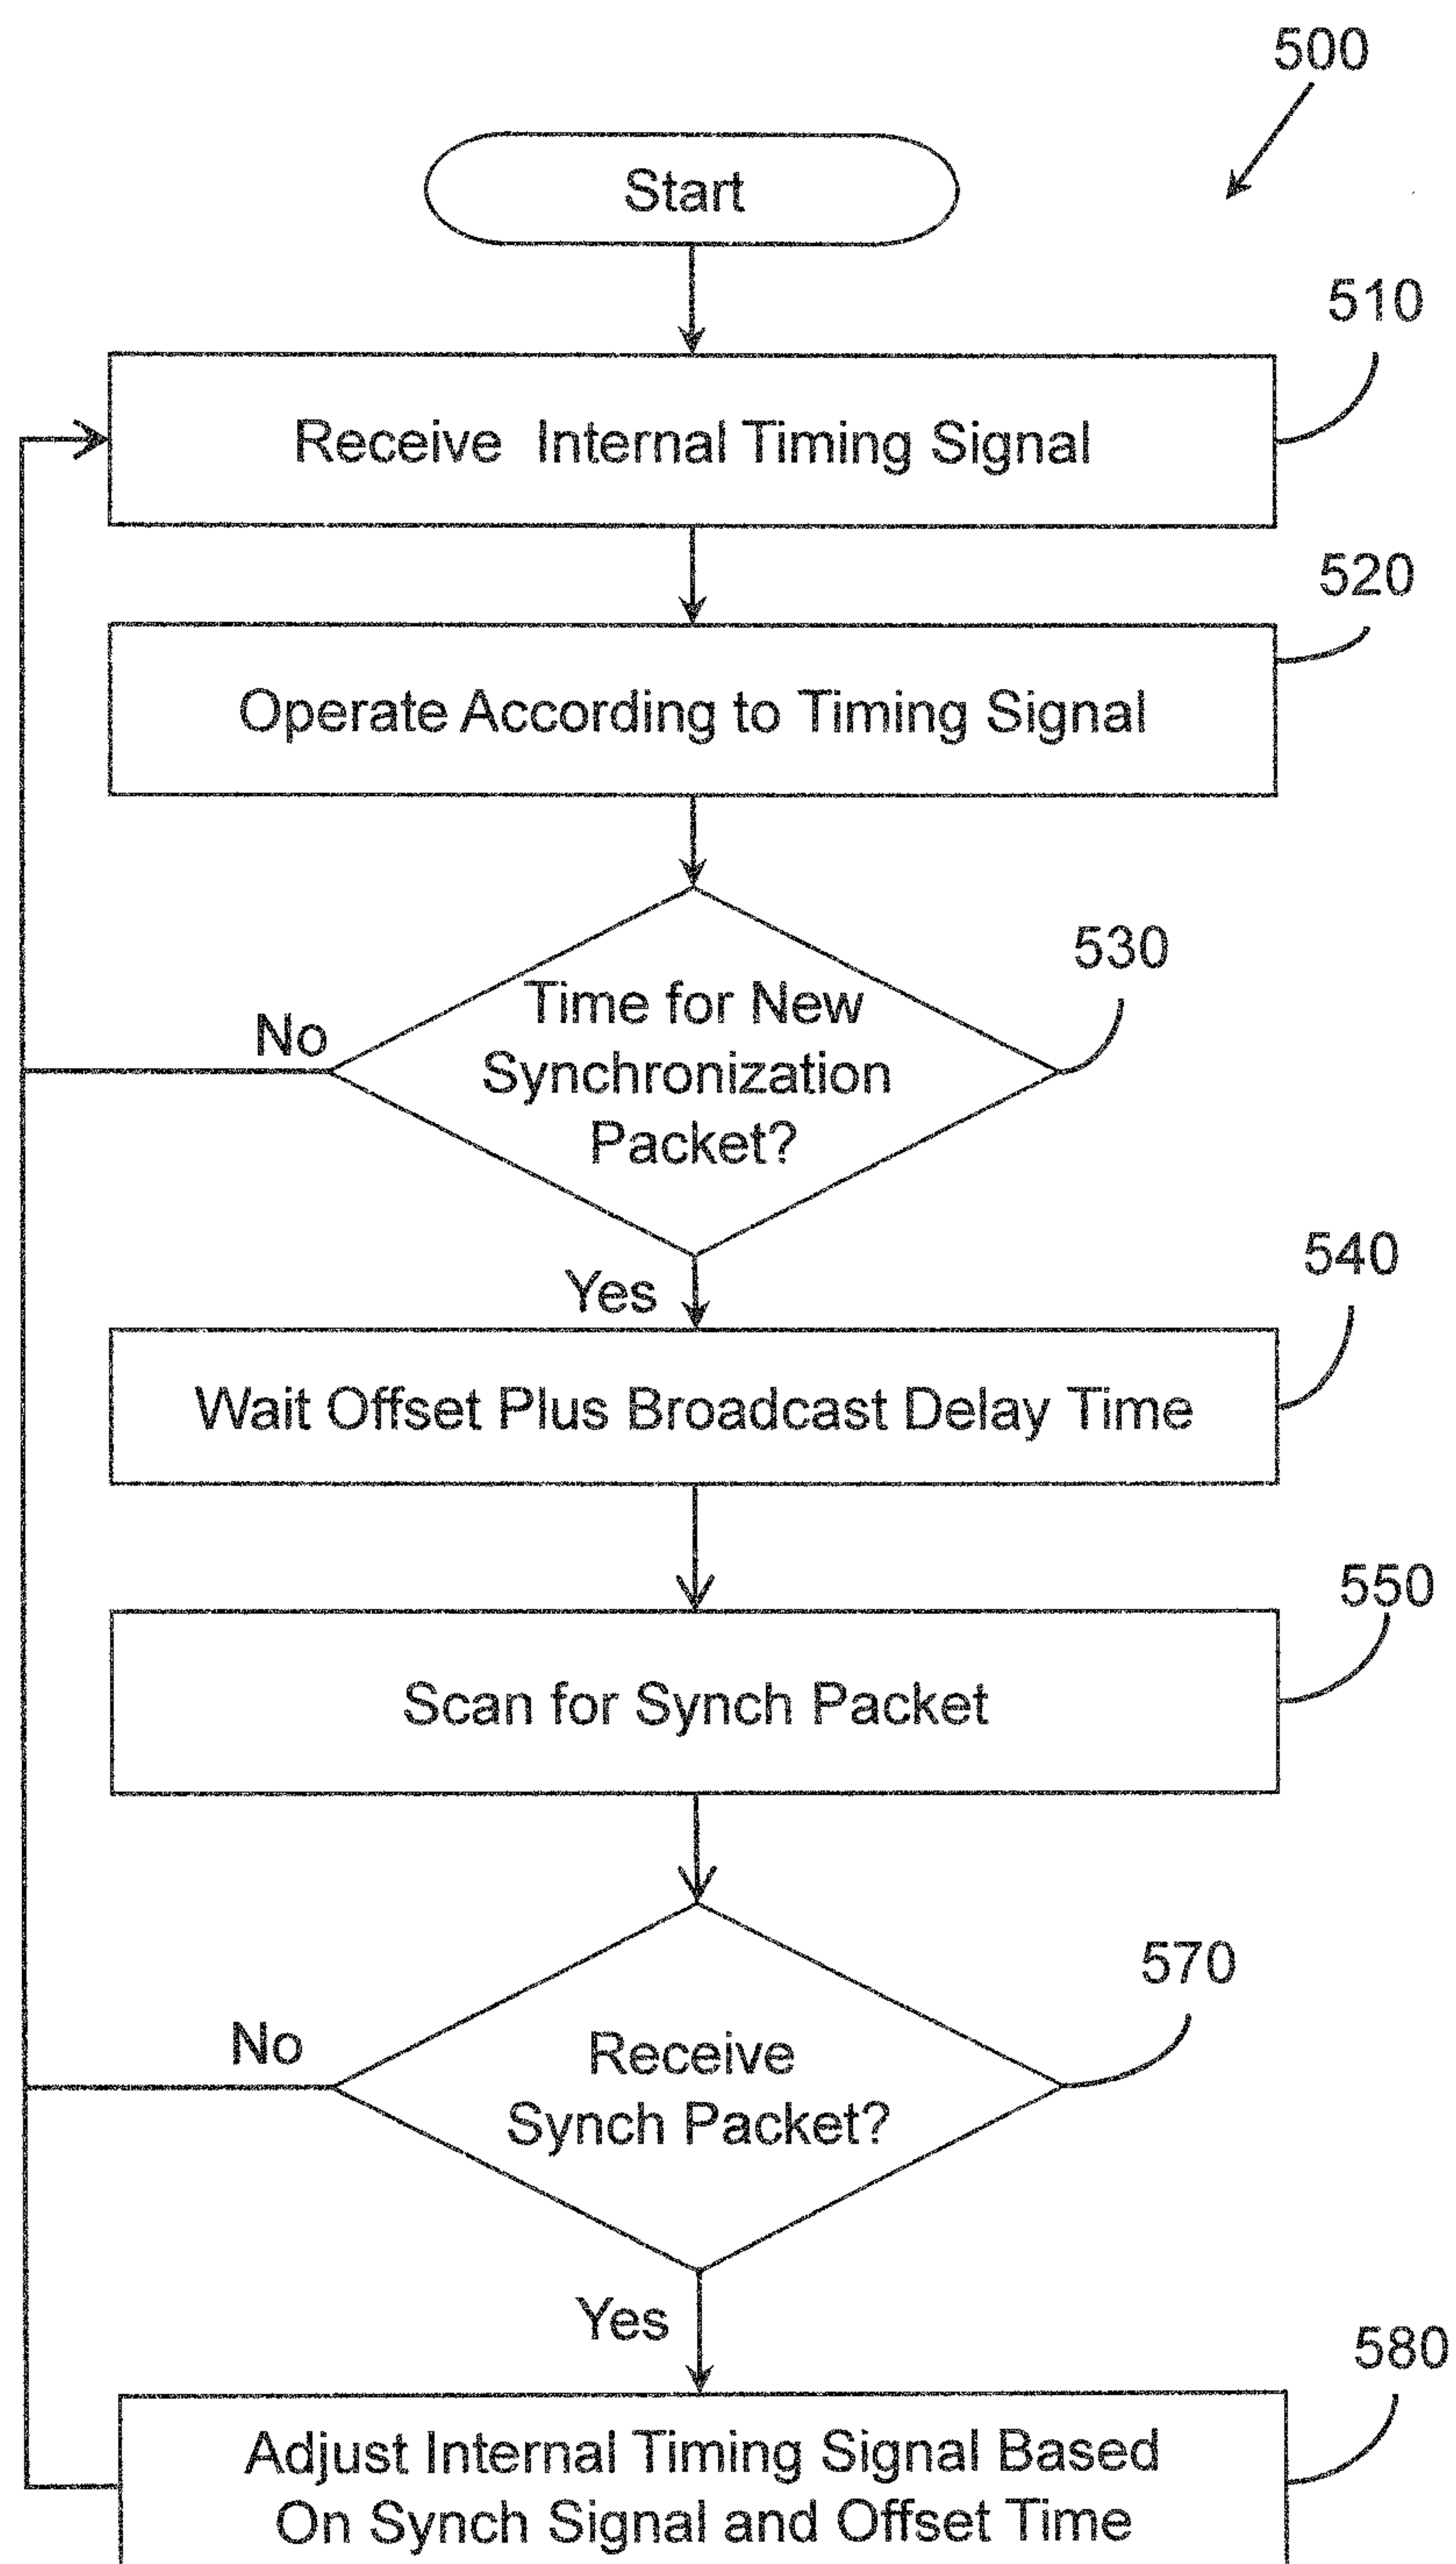 500
Start
510
Receive Internal Timing Signal
520
Operate According to Timing Signal
530
Time for New
Synchronization
Packet?
No
Yes
540
Wait Offset Plus Broadcast Delay Time
550
Scan for Synch Packet
570
Receive
Synch Packet?
No
Yes
580
Adjust Internal Timing Signal Based
On Synch Signal and Offset Time